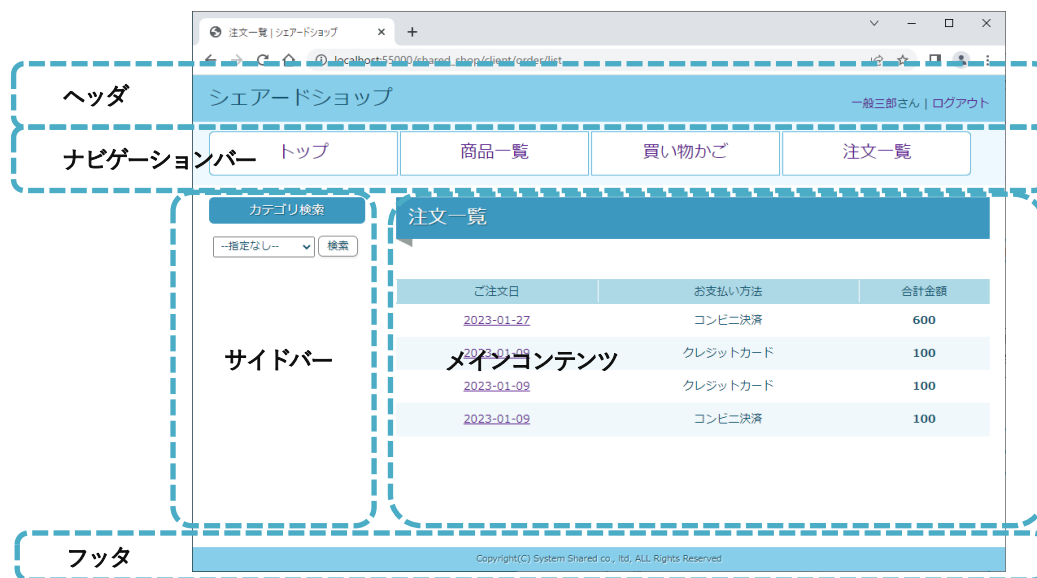 注文一覧 | シェアードショップ
localhost:55000/shared_shop/client/order/list
ヘッダ
シェアードショップ
一般三郎さん | ログアウト
ナビゲーションバー
トップ
商品一覧
買い物かご
注文一覧
カテゴリ検索
--指定なし--
検索
サイドバー
注文一覧
ご注文日 お支払い方法 合計金額
2023-01-27 コンビニ決済 600
2023-01-09 クレジットカード 100
メインコンテンツ
2023-01-09 クレジットカード 100
2023-01-09 コンビニ決済 100
フッタ
Copyright(C) System Shared co., ltd, ALL Rights Reserved